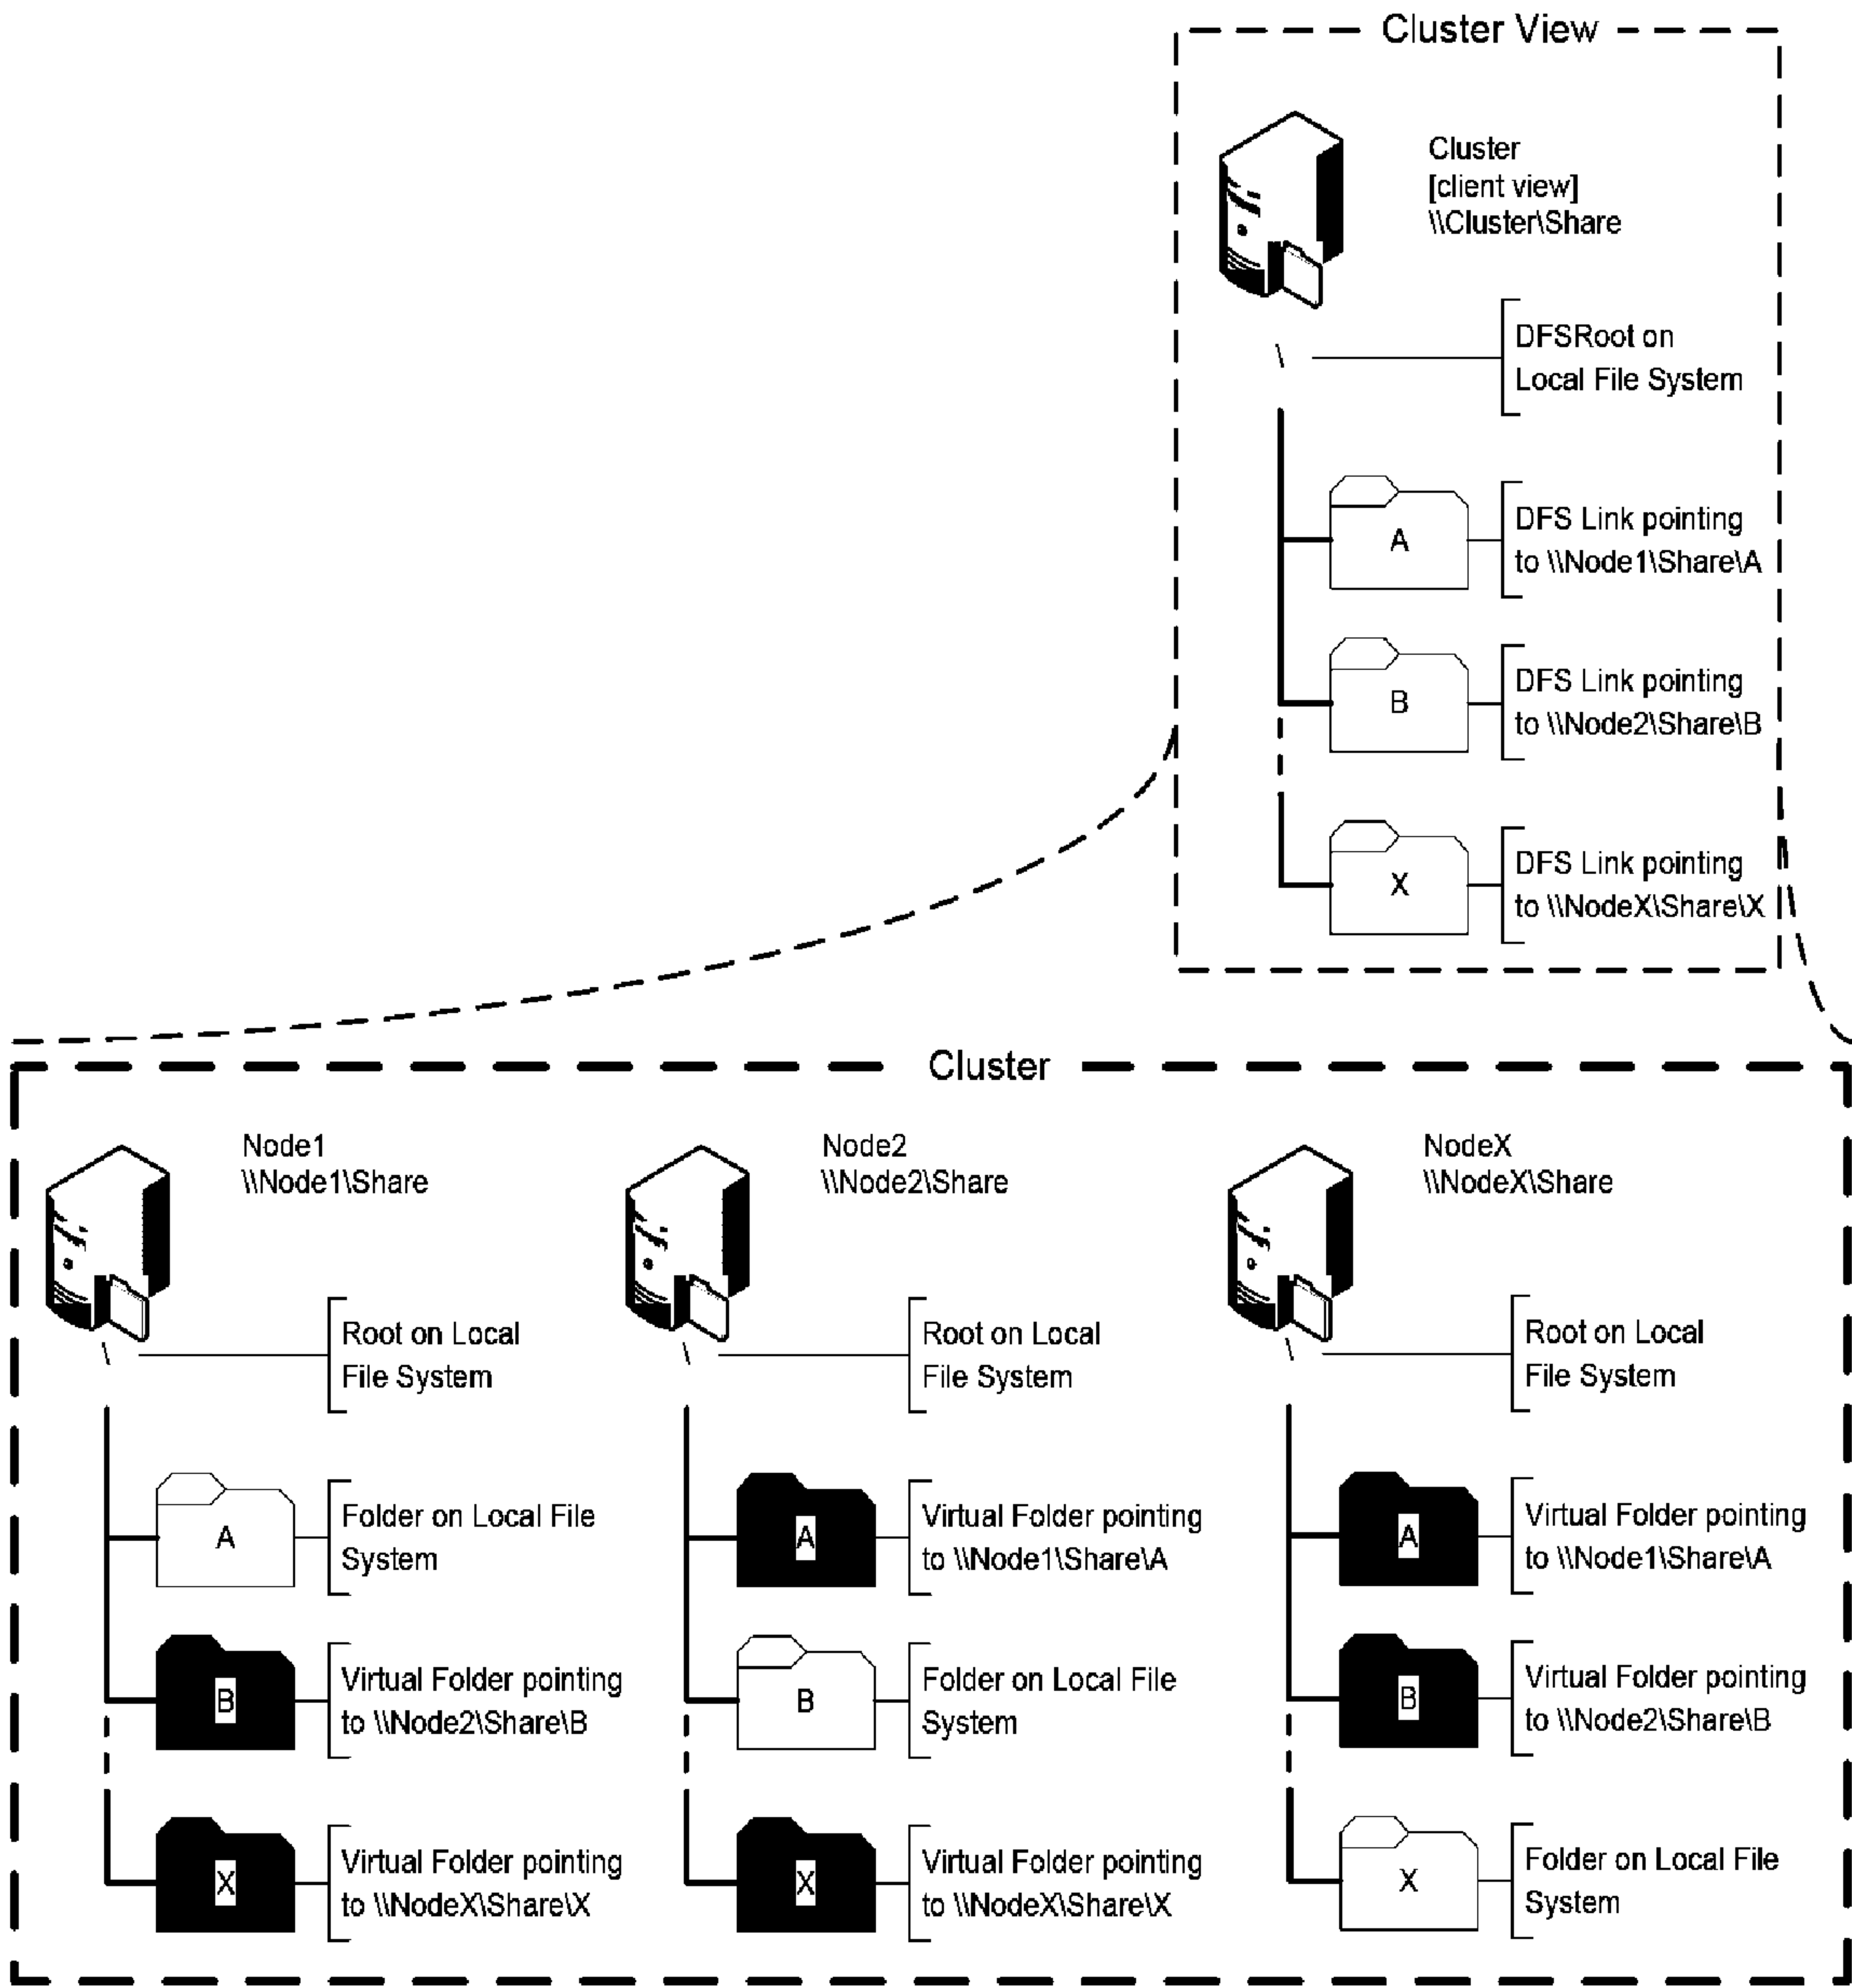 Cluster View
Cluster
[client view]
\\Cluster\Share
\
DFSRoot on
Local File System
A
DFS Link pointing
to \\Node1\Share\A
B
DFS Link pointing
to \\Node2\Share\B
X
DFS Link pointing
to \\NodeX\Share\X
Cluster
Node1
\\Node1\Share
\
Root on Local
File System
A
Folder on Local File
System
B
Virtual Folder pointing
to \\Node2\Share\B
X
Virtual Folder pointing
to \\NodeX\Share\X
Node2
\\Node2\Share
\
Root on Local
File System
A
Virtual Folder pointing
to \\Node1\Share\A
B
Folder on Local File
System
X
Virtual Folder pointing
to \\NodeX\Share\X
NodeX
\\NodeX\Share
\
Root on Local
File System
A
Virtual Folder pointing
to \\Node1\Share\A
B
Virtual Folder pointing
to \\Node2\Share\B
X
Folder on Local File
System